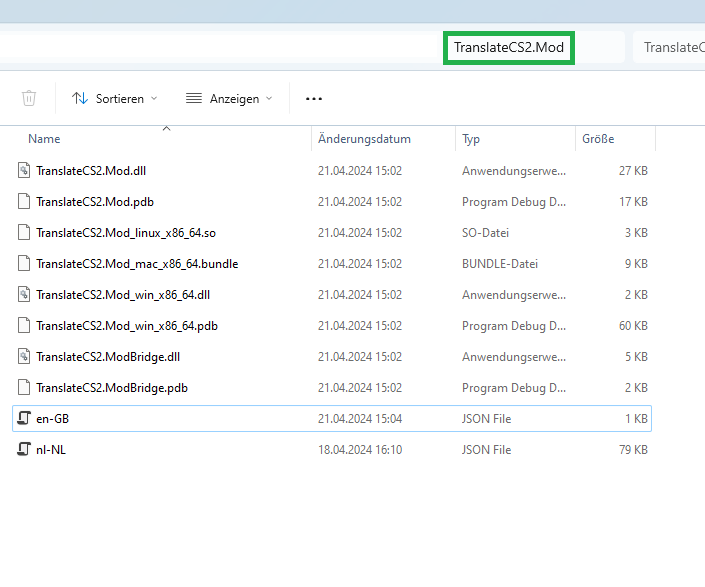 TranslateCS2.Mod TranslateC
Sortieren Anzeigen ...
Name Änderungsdatum Typ Größe
TranslateCS2.Mod.dll 21.04.2024 15:02 Anwendungserwe... 27 KB
TranslateCS2.Mod.pdb 21.04.2024 15:02 Program Debug D... 17 KB
TranslateCS2.Mod_linux_x86_64.so 21.04.2024 15:02 SO-Datei 3 KB
TranslateCS2.Mod_mac_x86_64.bundle 21.04.2024 15:02 BUNDLE-Datei 9 KB
TranslateCS2.Mod_win_x86_64.dll 21.04.2024 15:02 Anwendungserwe... 2 KB
TranslateCS2.Mod_win_x86_64.pdb 21.04.2024 15:02 Program Debug D... 60 KB
TranslateCS2.ModBridge.dll 21.04.2024 15:02 Anwendungserwe... 5 KB
TranslateCS2.ModBridge.pdb 21.04.2024 15:02 Program Debug D... 2 KB
en-GB 21.04.2024 15:04 JSON File 1 KB
nl-NL 18.04.2024 16:10 JSON File 79 KB